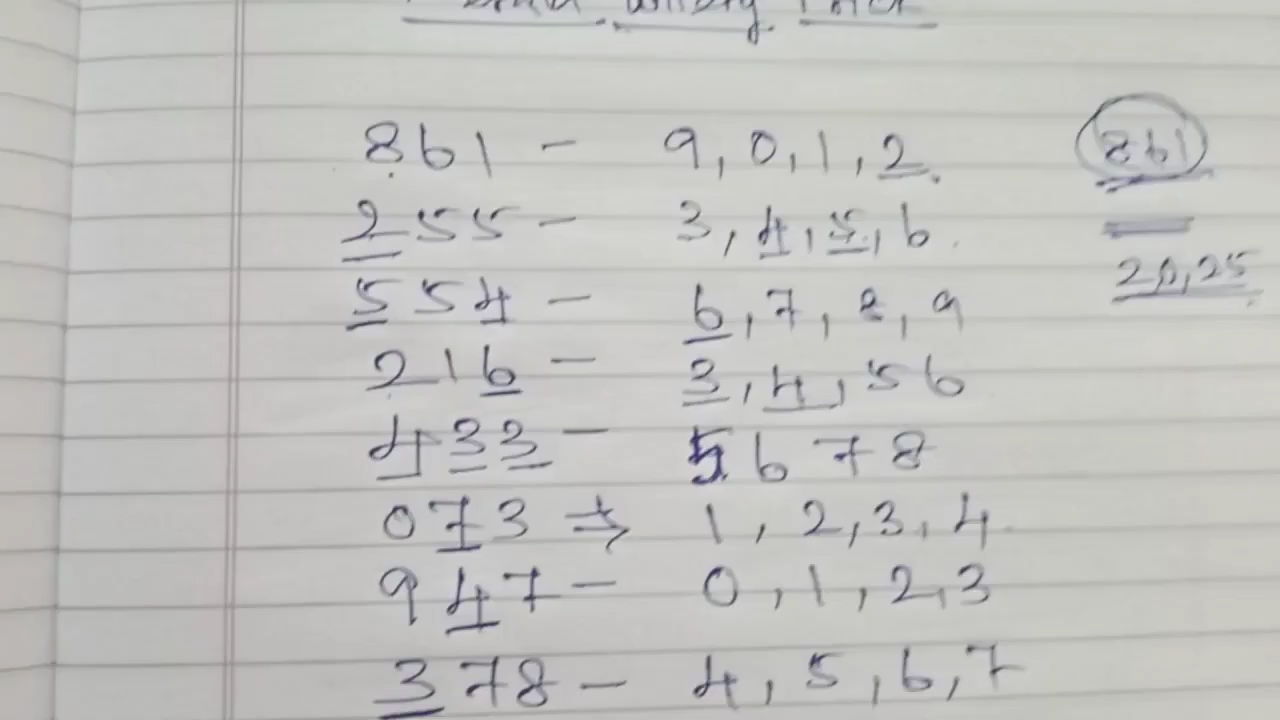 861 - 9, 0, 1, 2.
255 - 3, 4, 5, 6.
554 - 6, 7, 8, 9
216 - 3, 4, 5 6
433 - 5 6 7 8
073 ⇒ 1, 2, 3, 4.
947 - 0, 1, 2, 3
378 - 4, 5, 6, 7
861